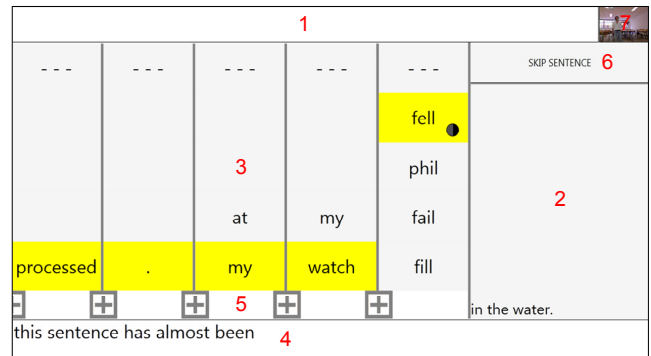 1
7
- - - - - - - - - - - - - - - SKIP SENTENCE 6
fell
3 phil
2
at my fail
processed . my watch fill
+ + 5 + +
in the water.
this sentence has almost been 4